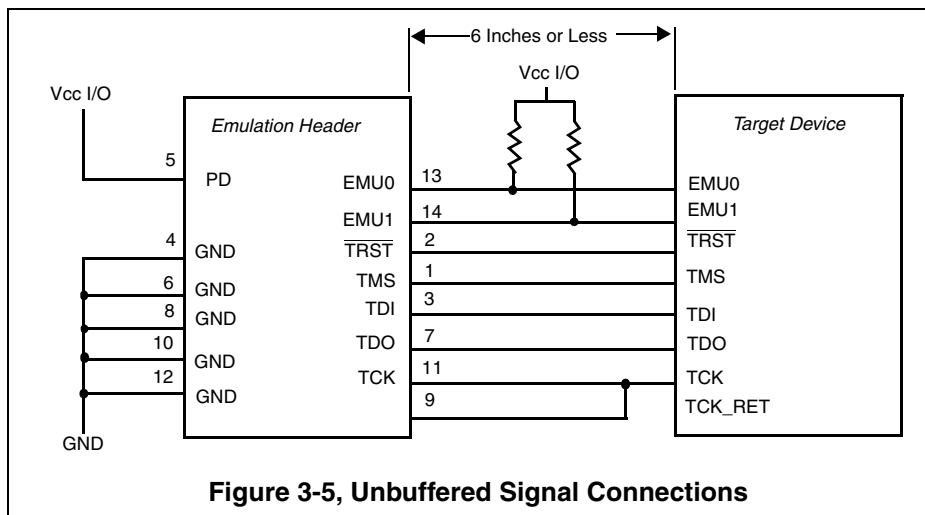 6 Inches or Less
Vcc I/O
Vcc I/O
Emulation Header
Target Device
5
PD
EMU0
13
EMU0
EMU1
14
EMU1
4
GND
TRST
2
TRST
6
GND
TMS
1
TMS
8
GND
TDI
3
TDI
10
GND
TDO
7
TDO
12
GND
TCK
11
TCK
9
TCK_RET
GND
Figure 3-5, Unbuffered Signal Connections